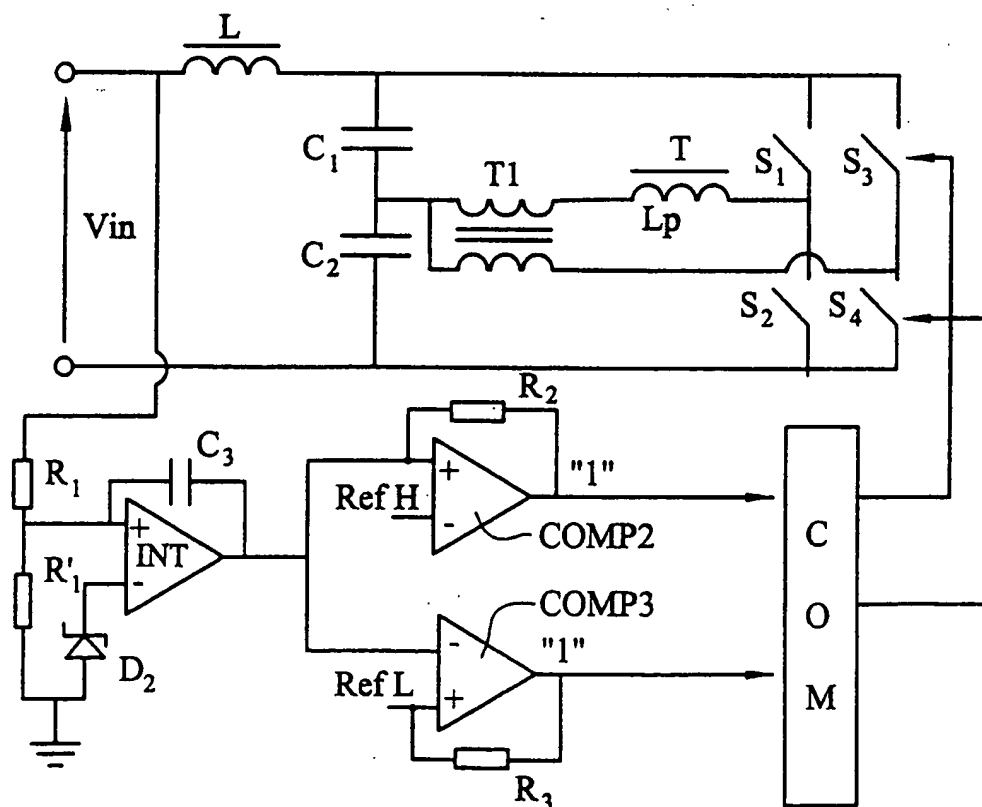 L
C1
T1
T
S1
S3
Vin
Lp
C2
S2
S4
R2
C3
R1
+
"1"
Ref H
-
INT
COMP2
C
R'1
-
COMP3
O
-
"1"
D2
Ref L
+
M
R3